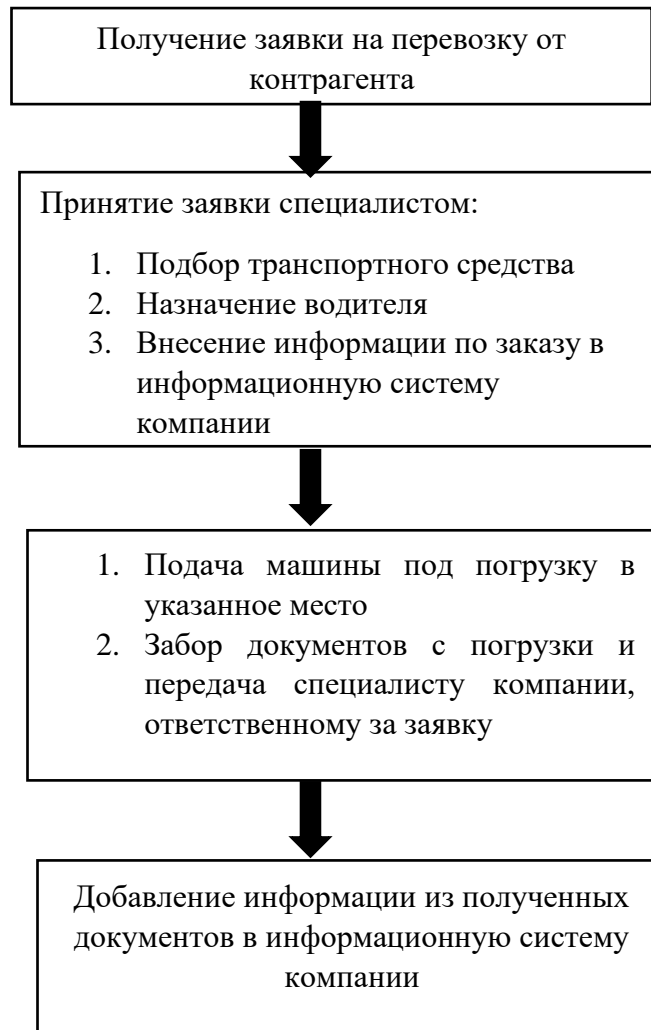 Получение заявки на перевозку от
контрагента
Принятие заявки специалистом:
1. Подбор транспортного средства
2. Назначение водителя
3. Внесение информации по заказу в
информационную систему
компании
1. Подача машины под погрузку в
указанное место
2. Забор документов с погрузки и
передача специалисту компании,
ответственному за заявку
Добавление информации из полученных
документов в информационную систему
компании